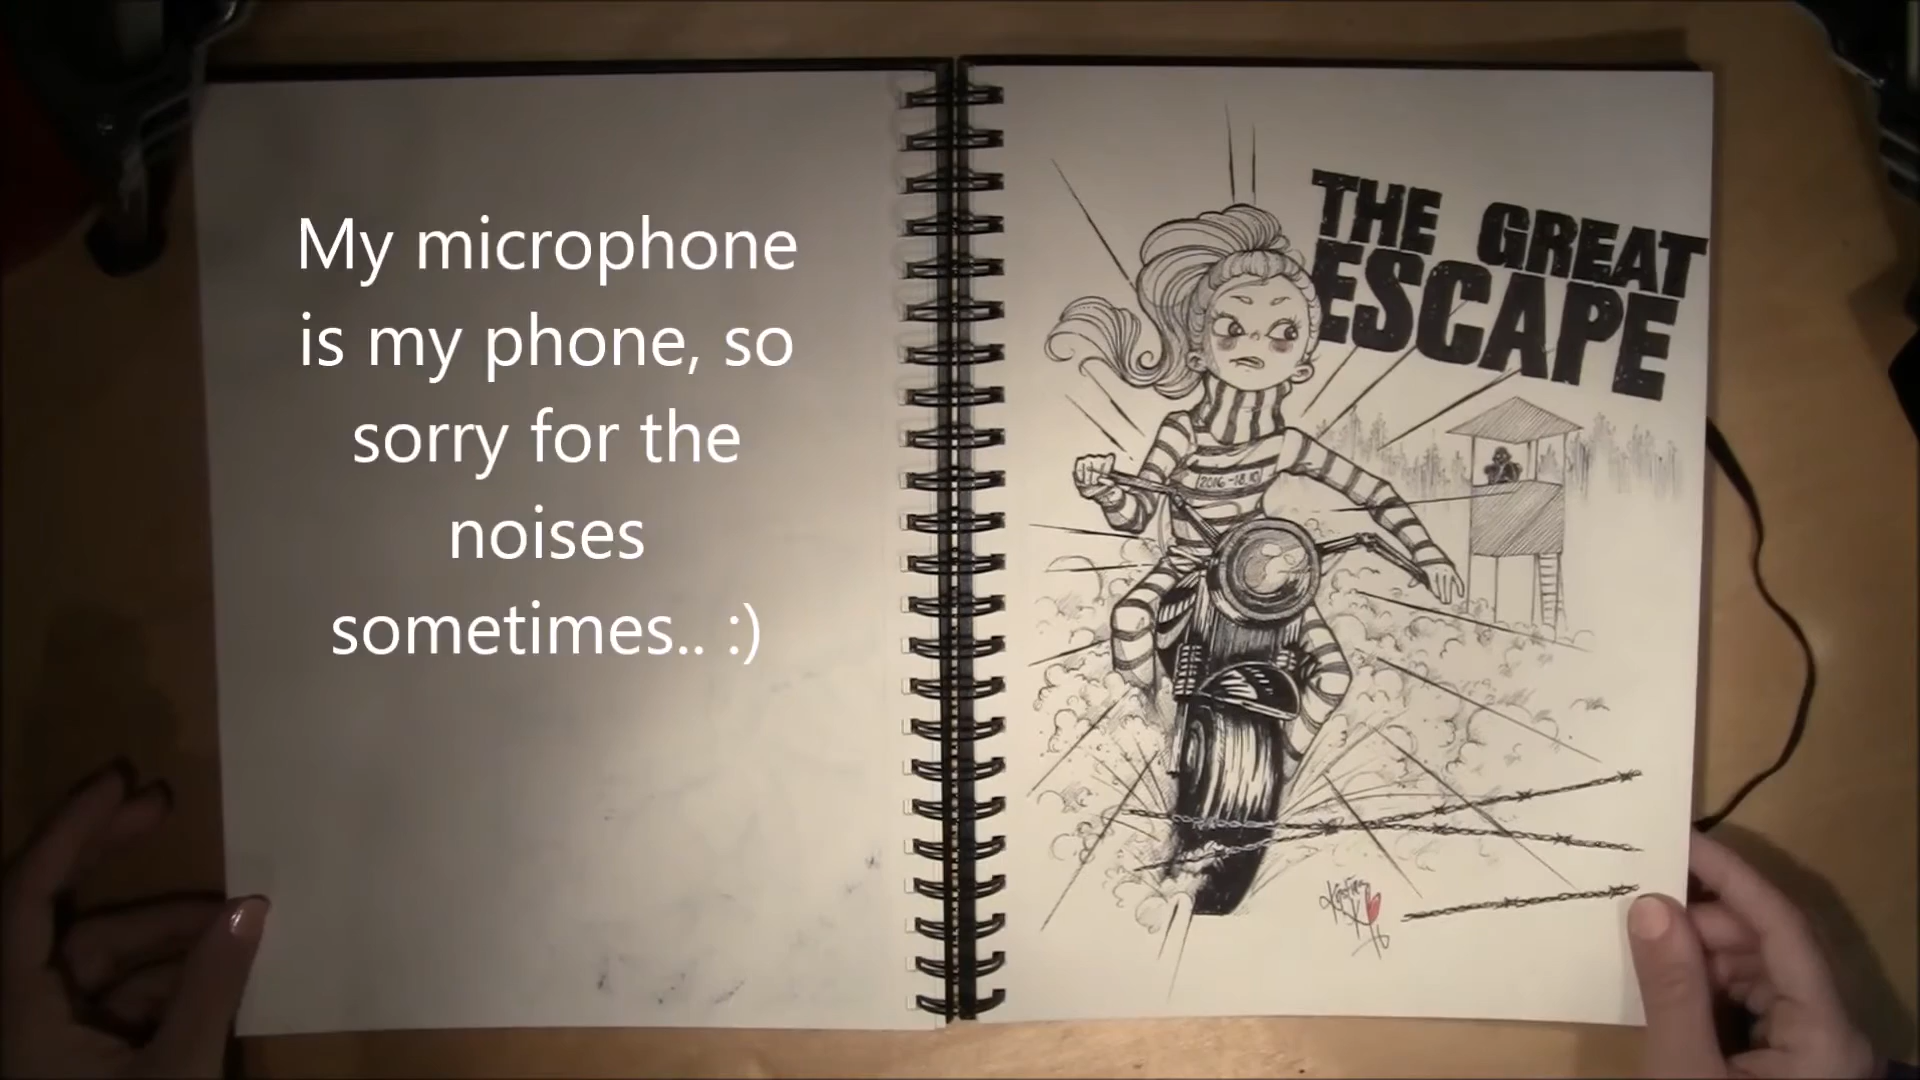 My microphone
is my phone, so
sorry for the
noises
sometimes.. :)
THE GREAT
ESCAPE